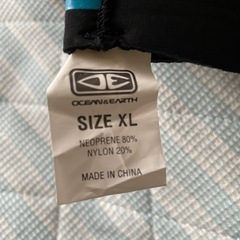 OCEAN&EARTH
SIZE XL
NEOPRENE 80%
NYLON 20%
MADE IN CHINA